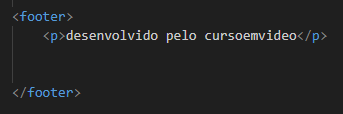 <footer>
<p>desenvolvido pelo cursoemvideo</p>
</footer>